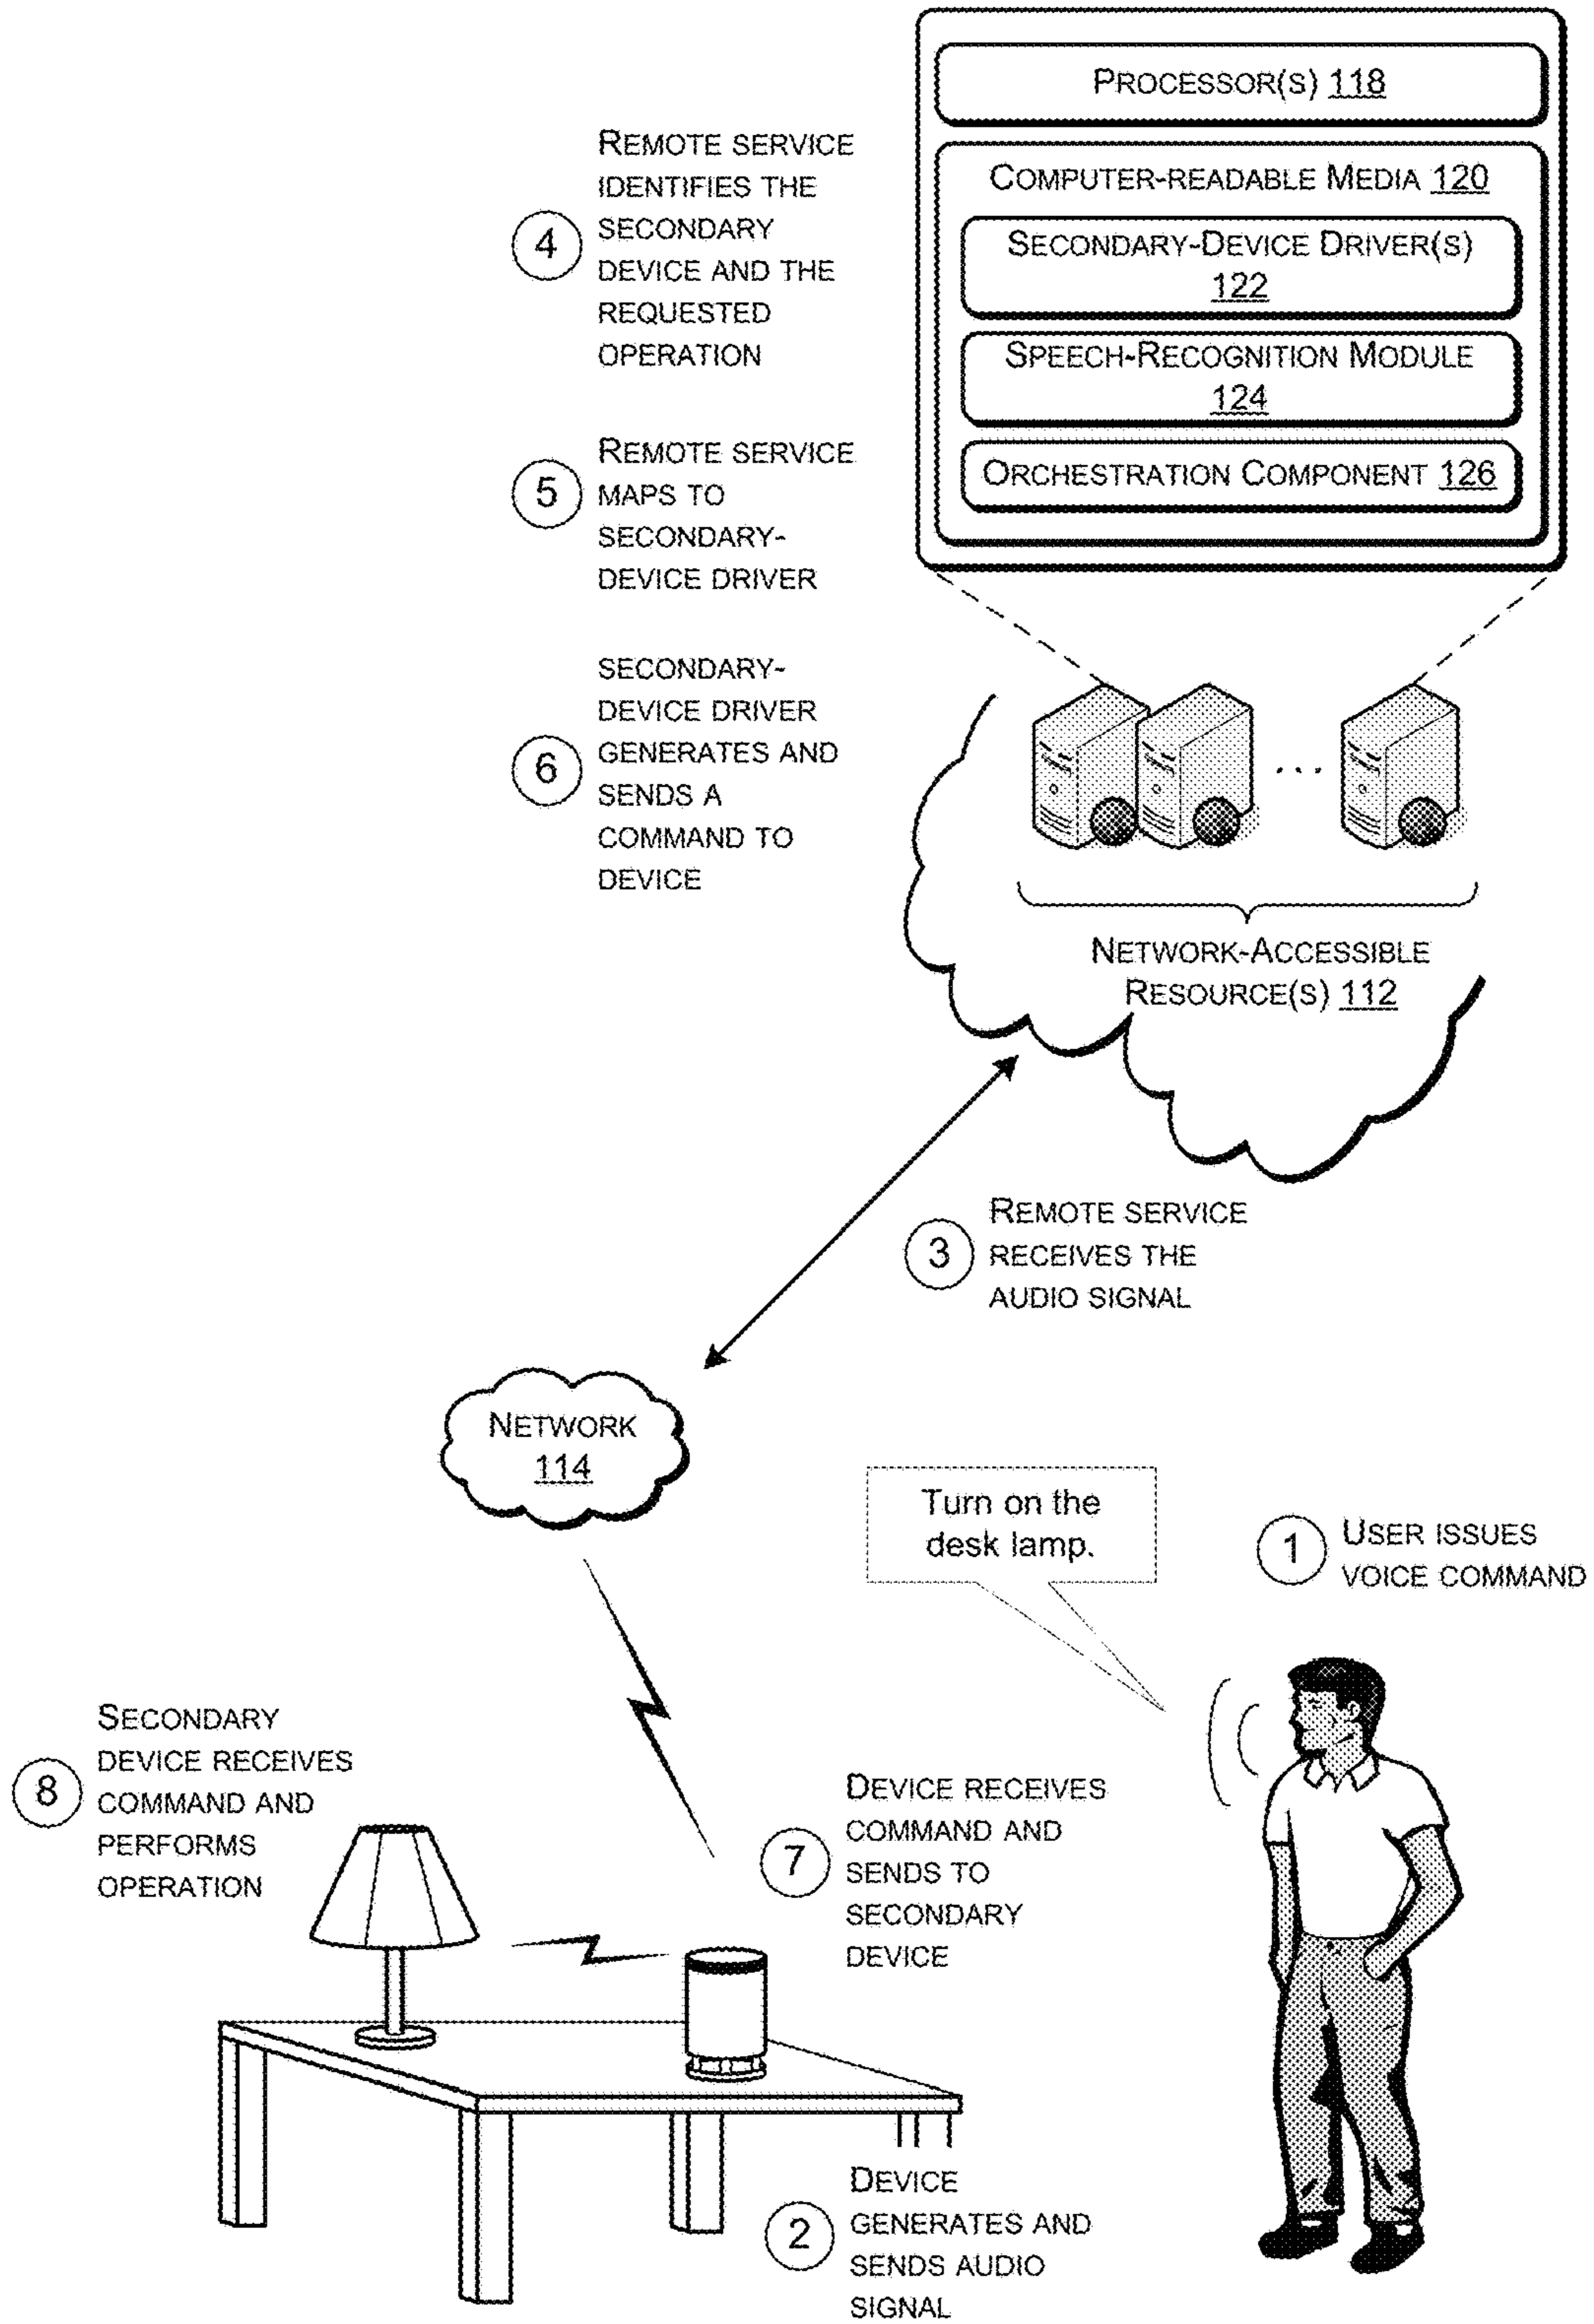 PROCESSOR(S) 118
COMPUTER-READABLE MEDIA 120
SECONDARY-DEVICE DRIVER(S)
122
SPEECH-RECOGNITION MODULE
124
ORCHESTRATION COMPONENT 126
4
REMOTE SERVICE
IDENTIFIES THE
SECONDARY
DEVICE AND THE
REQUESTED
OPERATION
5
REMOTE SERVICE
MAPS TO
SECONDARY-
DEVICE DRIVER
6
SECONDARY-
DEVICE DRIVER
GENERATES AND
SENDS A
COMMAND TO
DEVICE
...
NETWORK-ACCESSIBLE
RESOURCE(S) 112
3
REMOTE SERVICE
RECEIVES THE
AUDIO SIGNAL
NETWORK
114
Turn on the
desk lamp.
1
USER ISSUES
VOICE COMMAND
8
SECONDARY
DEVICE RECEIVES
COMMAND AND
PERFORMS
OPERATION
7
DEVICE RECEIVES
COMMAND AND
SENDS TO
SECONDARY
DEVICE
2
DEVICE
GENERATES AND
SENDS AUDIO
SIGNAL